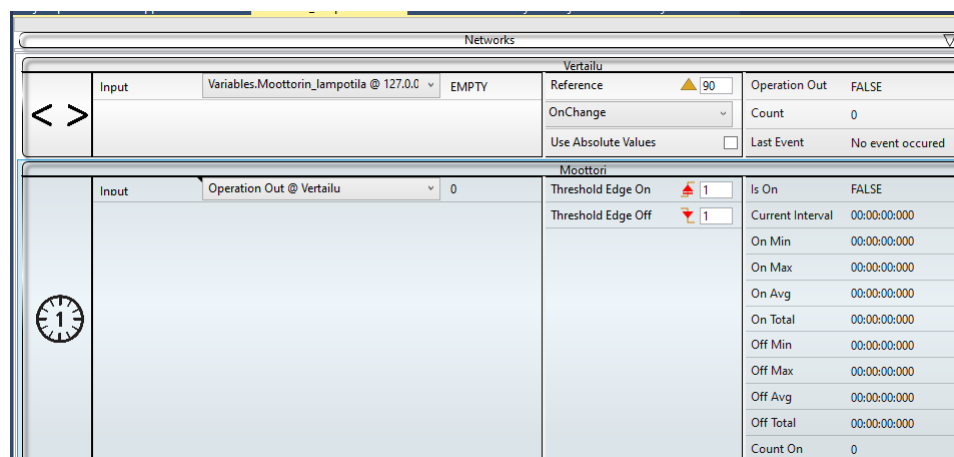 Networks
Vertailu
< >
Input
Variables.Moottorin_lampotila @ 127.0.0
EMPTY
Reference
90
OnChange
Use Absolute Values
Operation Out FALSE
Count 0
Last Event No event occured
Moottori
1
Input
Operation Out @ Vertailu
0
Threshold Edge On 1
Threshold Edge Off 1
Is On FALSE
Current Interval 00:00:00:000
On Min 00:00:00:000
On Max 00:00:00:000
On Avg 00:00:00:000
On Total 00:00:00:000
Off Min 00:00:00:000
Off Max 00:00:00:000
Off Avg 00:00:00:000
Off Total 00:00:00:000
Count On 0